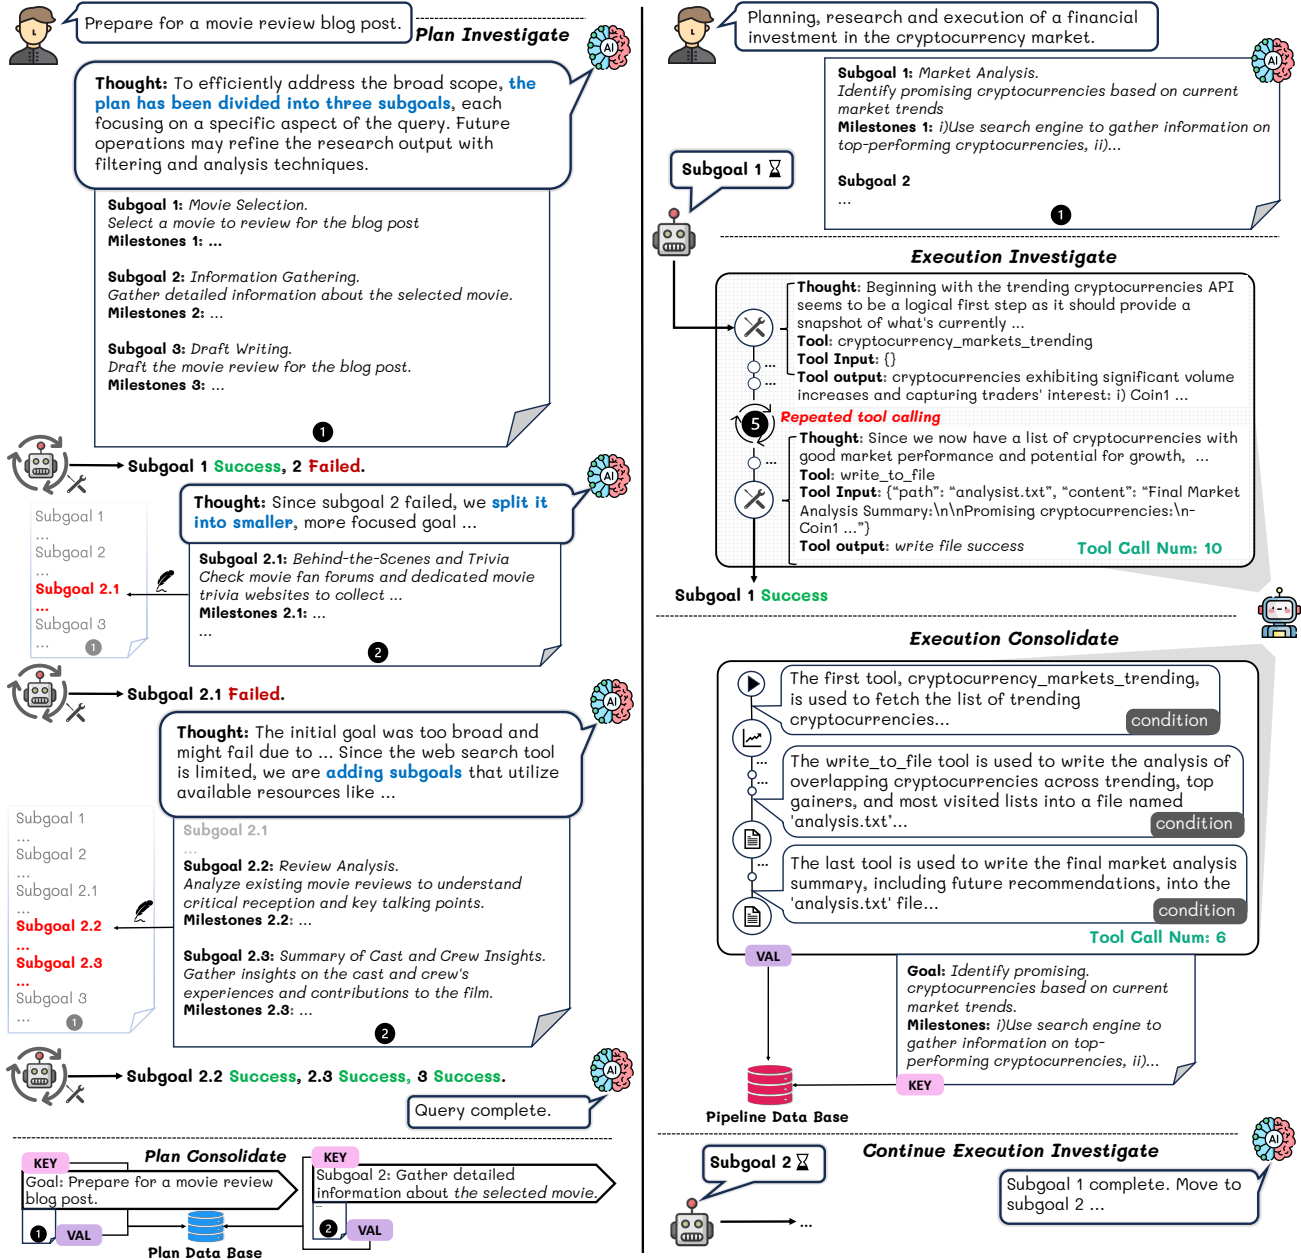 Prepare for a movie review blog post.
Plan Investigate
AI
Thought: To efficiently address the broad scope, the
plan has been divided into three subgoals, each
focusing on a specific aspect of the query. Future
operations may refine the research output with
filtering and analysis techniques.
Subgoal 1: Movie Selection.
Select a movie to review for the blog post
Milestones 1: ...
Subgoal 2: Information Gathering.
Gather detailed information about the selected movie.
Milestones 2: ...
Subgoal 3: Draft Writing.
Draft the movie review for the blog post.
Milestones 3: ...
1
Subgoal 1 Success, 2 Failed.
AI
Thought: Since subgoal 2 failed, we split it
into smaller, more focused goal ...
Subgoal 1
...
Subgoal 2
...
Subgoal 2.1
...
Subgoal 3
...
1
Subgoal 2.1: Behind-the-Scenes and Trivia
Check movie fan forums and dedicated movie
trivia websites to collect ...
Milestones 2.1: ...
...
2
Subgoal 2.1 Failed.
AI
Thought: The initial goal was too broad and
might fail due to ... Since the web search tool
is limited, we are adding subgoals that utilize
available resources like ...
Subgoal 1
...
Subgoal 2
...
Subgoal 2.1
...
Subgoal 2.2
...
Subgoal 2.3
...
Subgoal 3
...
1
Subgoal 2.1
...
Subgoal 2.2: Review Analysis.
Analyze existing movie reviews to understand
critical reception and key talking points.
Milestones 2.2: ...
Subgoal 2.3: Summary of Cast and Crew Insights.
Gather insights on the cast and crew's
experiences and contributions to the film.
Milestones 2.3: ...
2
Subgoal 2.2 Success, 2.3 Success, 3 Success.
AI
Query complete.
Plan Consolidate
KEY
Goal: Prepare for a movie review
blog post.
1
VAL
Plan Data Base
KEY
Subgoal 2: Gather detailed
information about the selected movie.
...
2
VAL
Planning, research and execution of a financial
investment in the cryptocurrency market.
AI
Subgoal 1: Market Analysis.
Identify promising cryptocurrencies based on current
market trends
Milestones 1: i)Use search engine to gather information on
top-performing cryptocurrencies, ii)...
Subgoal 2
...
1
Subgoal 1
Execution Investigate
Thought: Beginning with the trending cryptocurrencies API
seems to be a logical first step as it should provide a
snapshot of what's currently ...
Tool: cryptocurrency_markets_trending
Tool Input: {}
Tool output: cryptocurrencies exhibiting significant volume
increases and capturing traders' interest: i) Coin1 ...
...
5
Repeated tool calling
Thought: Since we now have a list of cryptocurrencies with
good market performance and potential for growth, ...
Tool: write_to_file
Tool Input: {“path”: “analysist.txt”, “content”: “Final Market
Analysis Summary:\n\nPromising cryptocurrencies:\n-
Coin1 ...”}
Tool output: write file success
...
Tool Call Num: 10
Subgoal 1 Success
Execution Consolidate
The first tool, cryptocurrency_markets_trending,
is used to fetch the list of trending
cryptocurrencies...
condition
...
The write_to_file tool is used to write the analysis of
overlapping cryptocurrencies across trending, top
gainers, and most visited lists into a file named
'analysis.txt'...
condition
...
The last tool is used to write the final market analysis
summary, including future recommendations, into the
'analysis.txt' file...
condition
Tool Call Num: 6
VAL
Goal: Identify promising.
cryptocurrencies based on current
market trends.
Milestones: i)Use search engine to
gather information on top-
performing cryptocurrencies, ii)...
KEY
Pipeline Data Base
Continue Execution Investigate
AI
Subgoal 2
...
Subgoal 1 complete. Move to
subgoal 2 ...